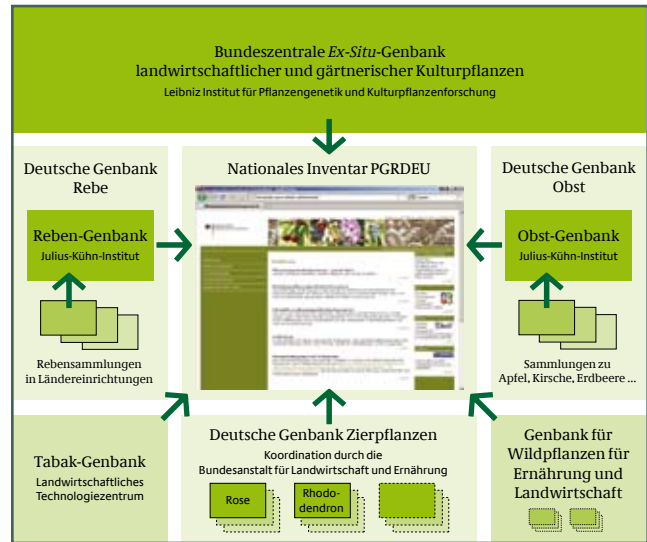 Bundeszentrale Ex-Situ-Genbank
landwirtschaftlicher und gärtnerischer Kulturpflanzen
Leibniz Institut für Pflanzengenetik und Kulturpflanzenforschung
Deutsche Genbank
Rebe
Reben-Genbank
Julius-Kühn-Institut
Rebensammlungen
in Ländereinrichtungen
Nationales Inventar PGRDEU
Deutsche Genbank
Obst
Obst-Genbank
Julius-Kühn-Institut
Sammlungen zu
Apfel, Kirsche, Erdbeere ...
Tabak-Genbank
Landwirtschaftliches
Technologiezentrum
Deutsche Genbank Zierpflanzen
Koordination durch die
Bundesanstalt für Landwirtschaft und Ernährung
Rose
Rhodo-
dendron
Genbank für
Wildpflanzen für
Ernährung und
Landwirtschaft